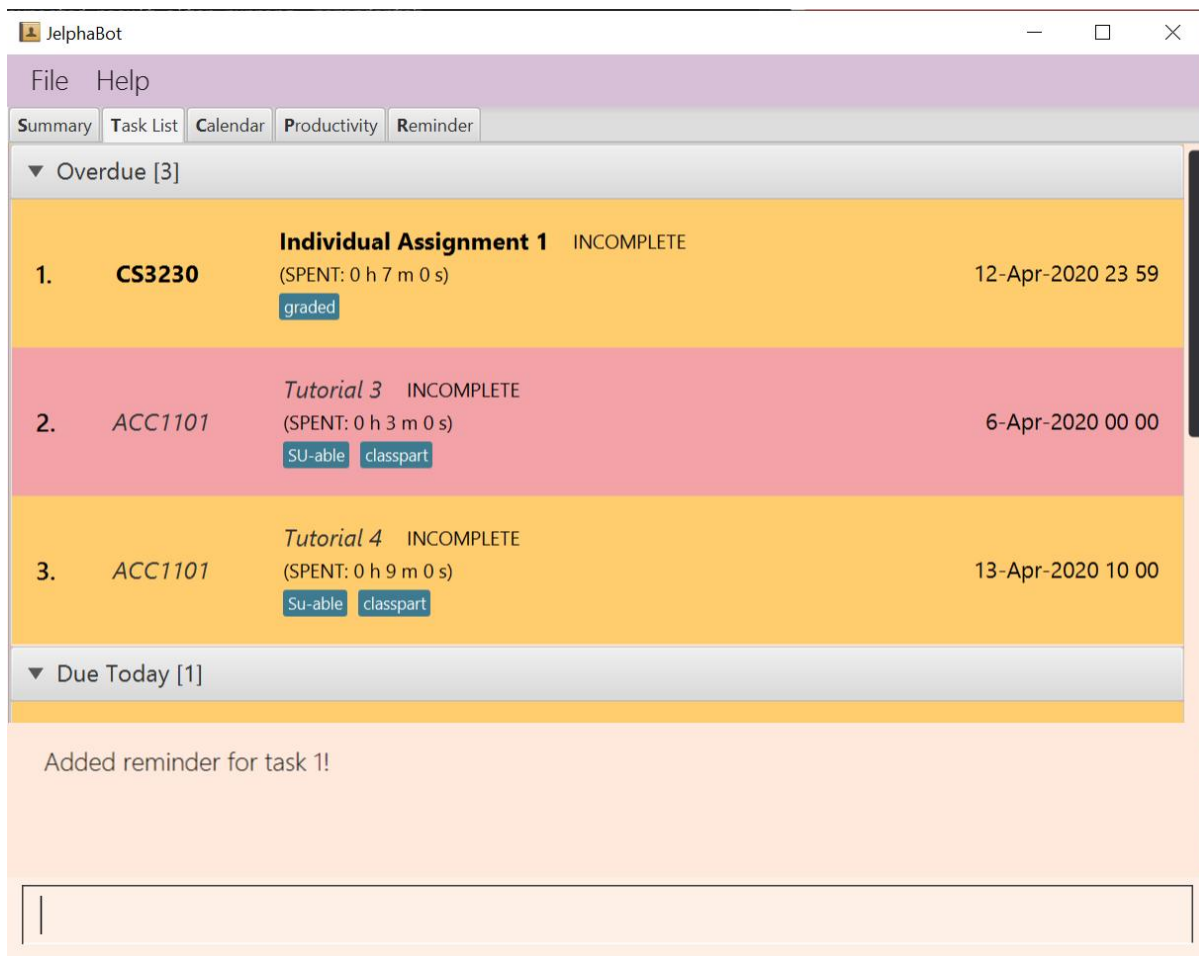 JelphaBot
File Help
Summary Task List Calendar Productivity Reminder
Overdue [3]
1. CS3230 Individual Assignment 1 INCOMPLETE 12-Apr-2020 23 59
(SPENT: 0 h 7 m 0 s)
graded
2. ACC1101 Tutorial 3 INCOMPLETE 6-Apr-2020 00 00
(SPENT: 0 h 3 m 0 s)
SU-able classpart
3. ACC1101 Tutorial 4 INCOMPLETE 13-Apr-2020 10 00
(SPENT: 0 h 9 m 0 s)
Su-able classpart
Due Today [1]
Added reminder for task 1!